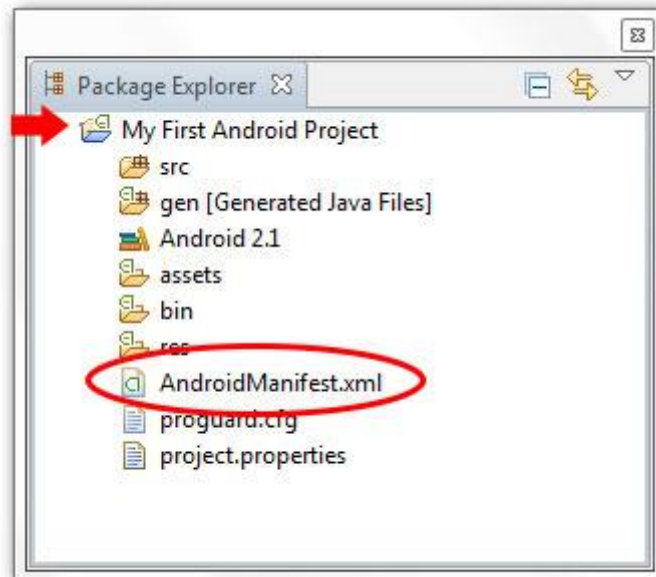 Package Explorer
My First Android Project
src
gen [Generated Java Files]
Android 2.1
assets
bin
res
AndroidManifest.xml
proguard.cfg
project.properties